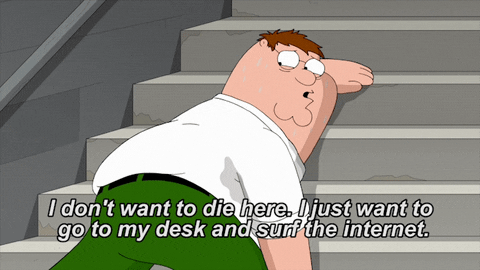 I don't want to die here. I just want to
go to my desk and surf the internet.